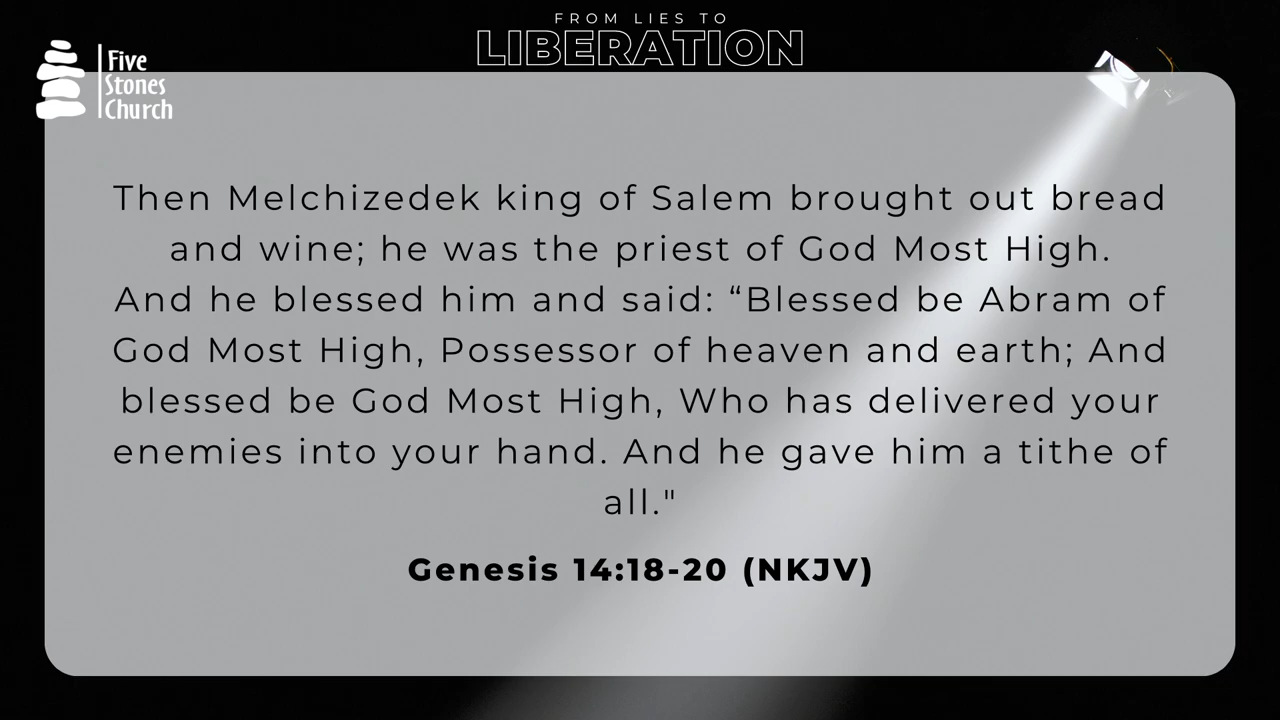 FROM LIES TO
LIBERATION
Five
Stones
Church
Then Melchizedek king of Salem brought out bread
and wine; he was the priest of God Most High.
And he blessed him and said: “Blessed be Abram of
God Most High, Possessor of heaven and earth; And
blessed be God Most High, Who has delivered your
enemies into your hand. And he gave him a tithe of
all."
Genesis 14:18-20 (NKJV)